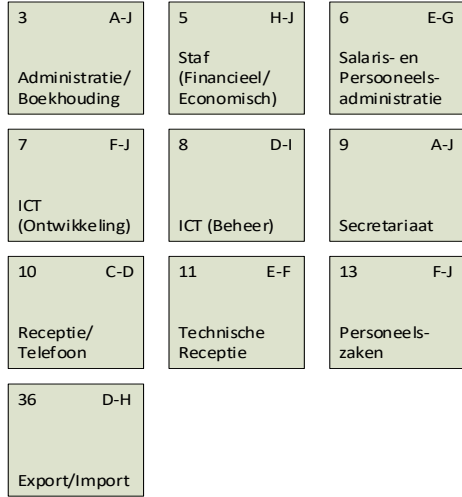 3 A-J
Administratie/
Boekhouding
5 H-J
Staf
(Financieel/
Economisch)
6 E-G
Salaris- en
Persooneels-
administratie
7 F-J
ICT
(Ontwikkeling)
8 D-I
ICT (Beheer)
9 A-J
Secretariaat
10 C-D
Receptie/
Telefoon
11 E-F
Technische
Receptie
13 F-J
Personeels-
zaken
36 D-H
Export/Import